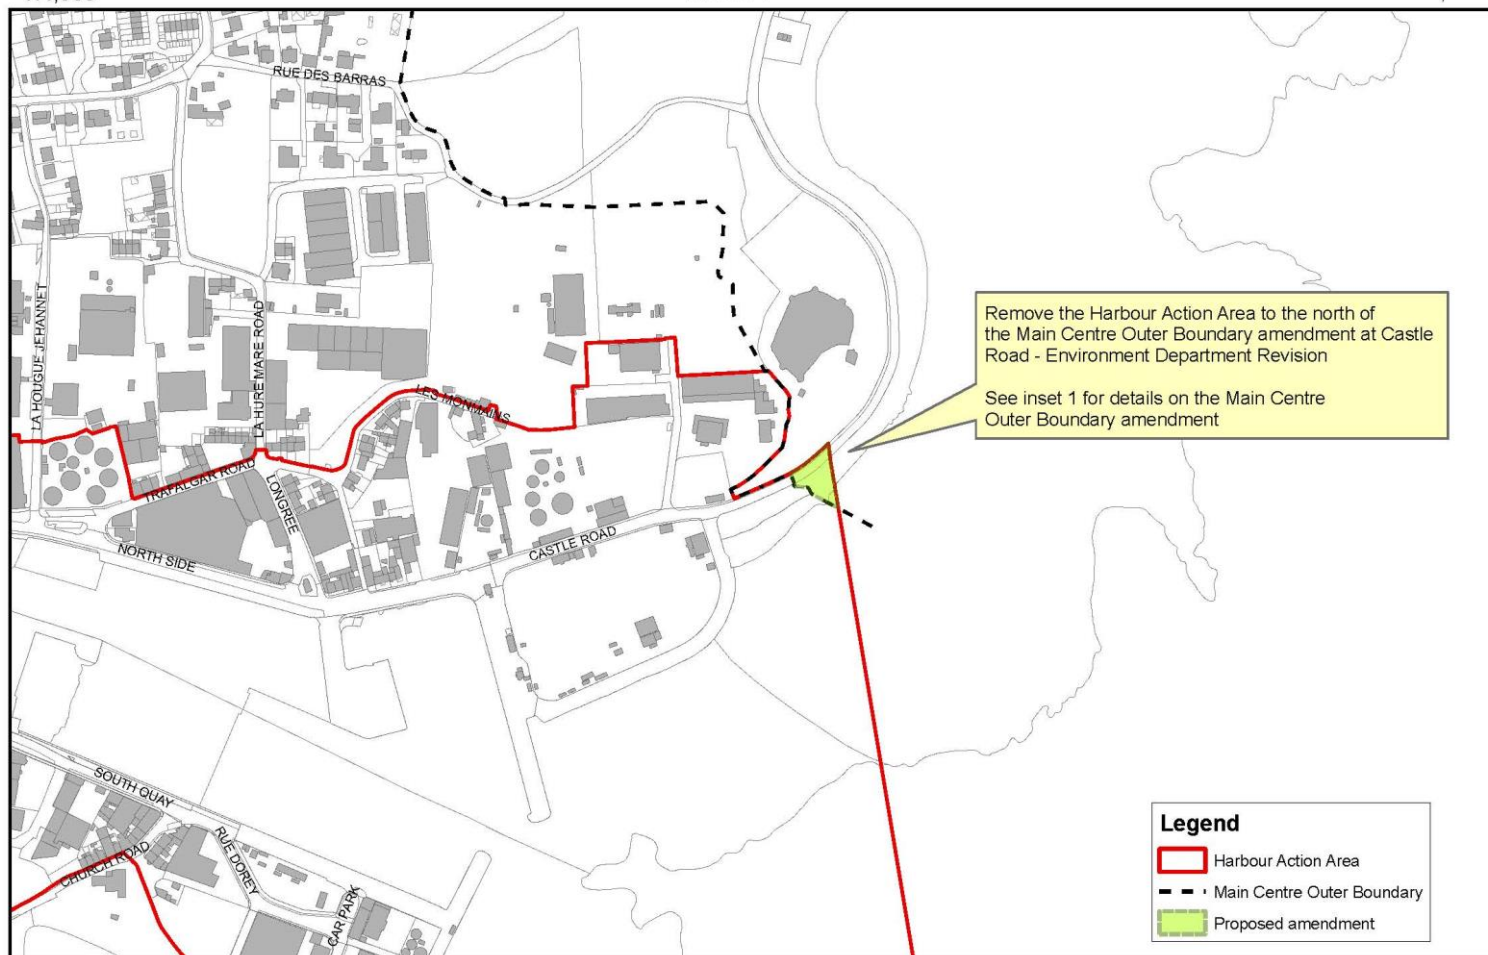 RUE DES BARRAS
Remove the Harbour Action Area to the north of
the Main Centre Outer Boundary amendment at Castle
Road - Environment Department Revision
See inset 1 for details on the Main Centre
Outer Boundary amendment
LA HOUGUE JEHANNET
LA HURE MARE ROAD
LES MONMAINS
TRAFALGAR ROAD
LONGREE
NORTH SIDE
CASTLE ROAD
SOUTH QUAY
CHURCH ROAD
RUE DOREY
CAR PARK
Legend
Harbour Action Area
Main Centre Outer Boundary
Proposed amendment